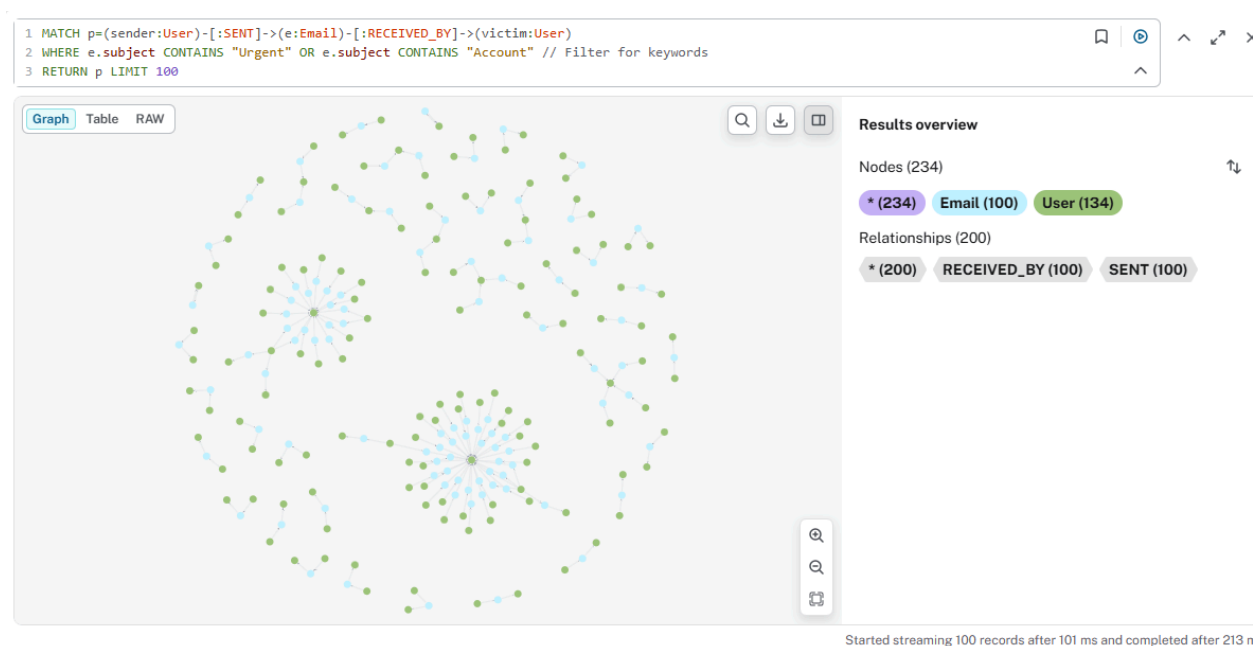 1 MATCH p=(sender:User)-[:SENT]->(e:Email)-[:RECEIVED_BY]->(victim:User)
2 WHERE e.subject CONTAINS "Urgent" OR e.subject CONTAINS "Account" // Filter for keywords
3 RETURN p LIMIT 100
Graph Table RAW
Results overview
Nodes (234)
* (234) Email (100) User (134)
Relationships (200)
* (200) RECEIVED_BY (100) SENT (100)
Started streaming 100 records after 101 ms and completed after 213 m